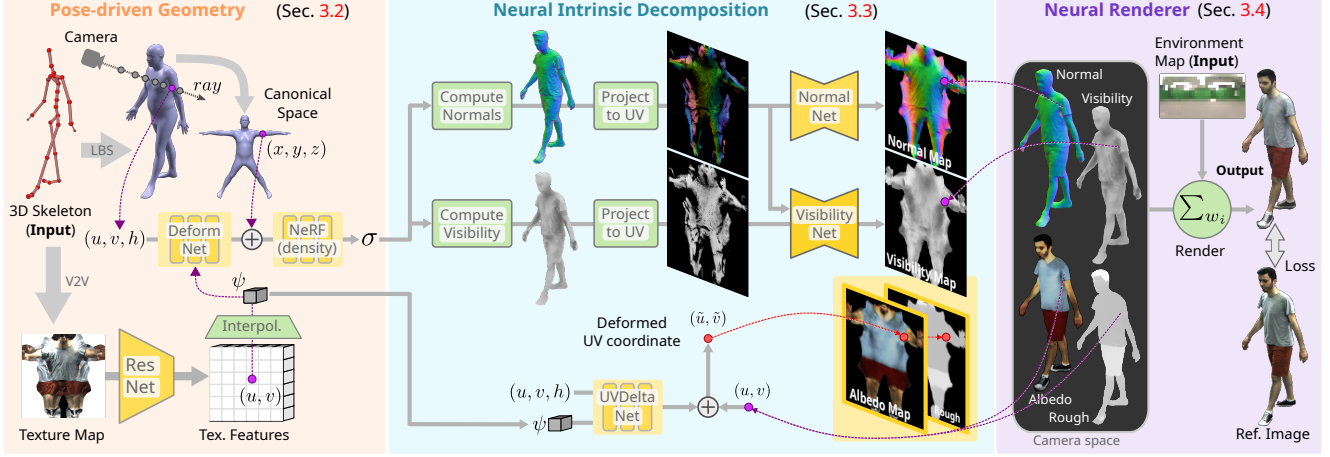 Pose-driven Geometry (Sec. 3.2)
Camera
ray
Canonical
Space
(x, y, z)
LBS
3D Skeleton
(Input)
(u, v, h)
Deform
Net
NeRF
(density)
σ
V2V
ψ
Interpol.
Res
Net
(u, v)
Texture Map
Tex. Features
Neural Intrinsic Decomposition (Sec. 3.3)
Compute
Normals
Project
to UV
Normal
Net
Normal Map
Compute
Visibility
Project
to UV
Visibility
Net
Visibility Map
Deformed
UV coordinate
(ũ, ṽ)
(u, v, h)
ψ
UVDelta
Net
(u, v)
Albedo Map
Rough
Neural Renderer (Sec. 3.4)
Normal
Visibility
Albedo
Rough
Camera space
Environment
Map (Input)
Output
∑wᵢ
Render
Loss
Ref. Image